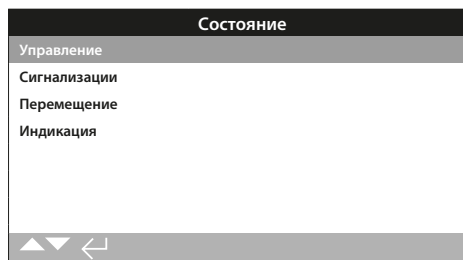 Состояние
Управление
Сигнализации
Перемещение
Индикация